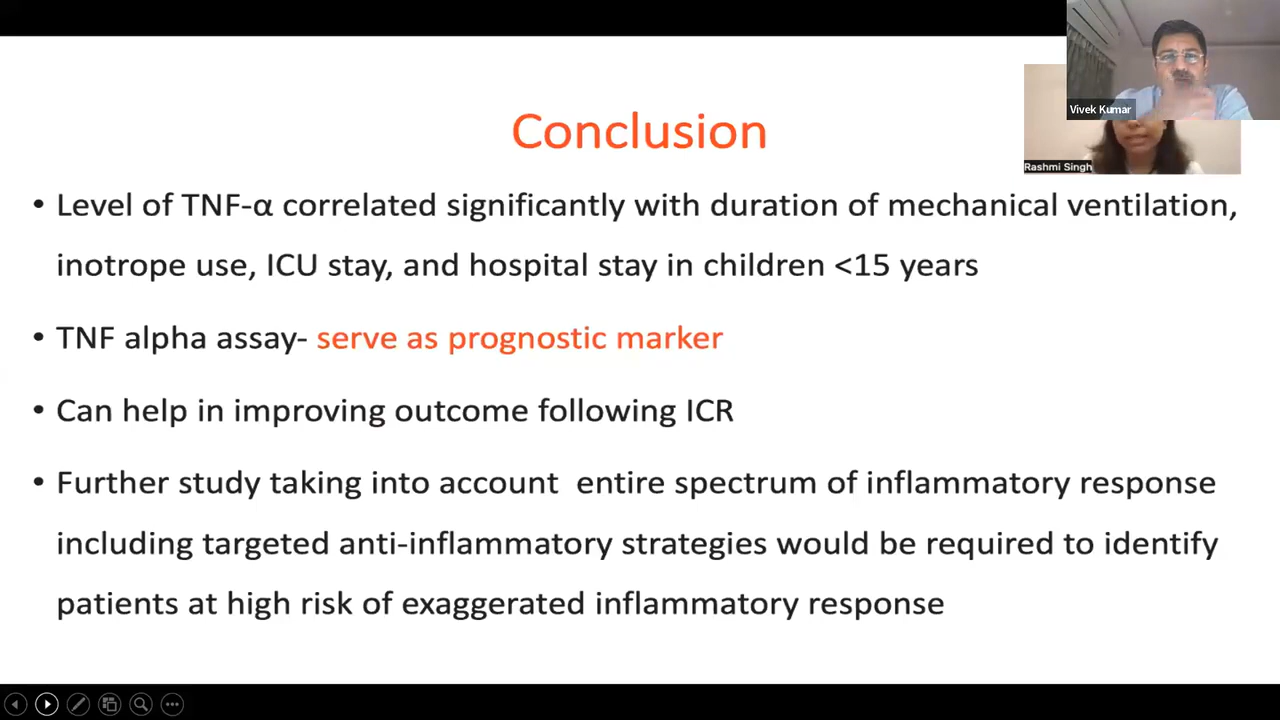 Conclusion
Vivek Kumar
Rashmi Singh
• Level of TNF-α correlated significantly with duration of mechanical ventilation,
inotrope use, ICU stay, and hospital stay in children <15 years
• TNF alpha assay- serve as prognostic marker
• Can help in improving outcome following ICR
• Further study taking into account  entire spectrum of inflammatory response
including targeted anti-inflammatory strategies would be required to identify
patients at high risk of exaggerated inflammatory response